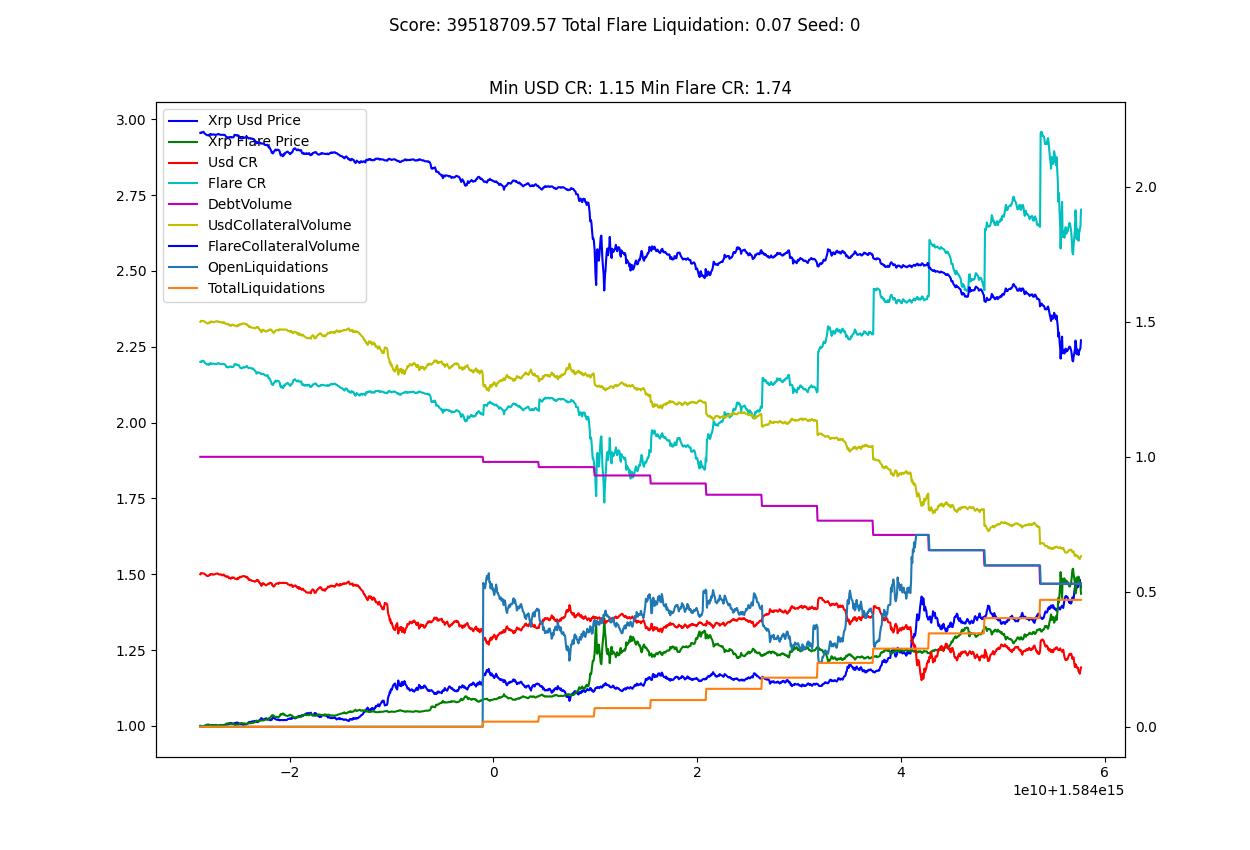 Score: 39518709.57 Total Flare Liquidation: 0.07 Seed: 0
Min USD CR: 1.15 Min Flare CR: 1.74
Xrp Usd Price
Xrp Flare Price
Usd CR
Flare CR
DebtVolume
UsdCollateralVolume
FlareCollateralVolume
OpenLiquidations
TotalLiquidations
3.00
2.75
2.50
2.25
2.00
1.75
1.50
1.25
1.00
2.0
1.5
1.0
0.5
0.0
−2 0 2 4 6
1e10+1.584e15